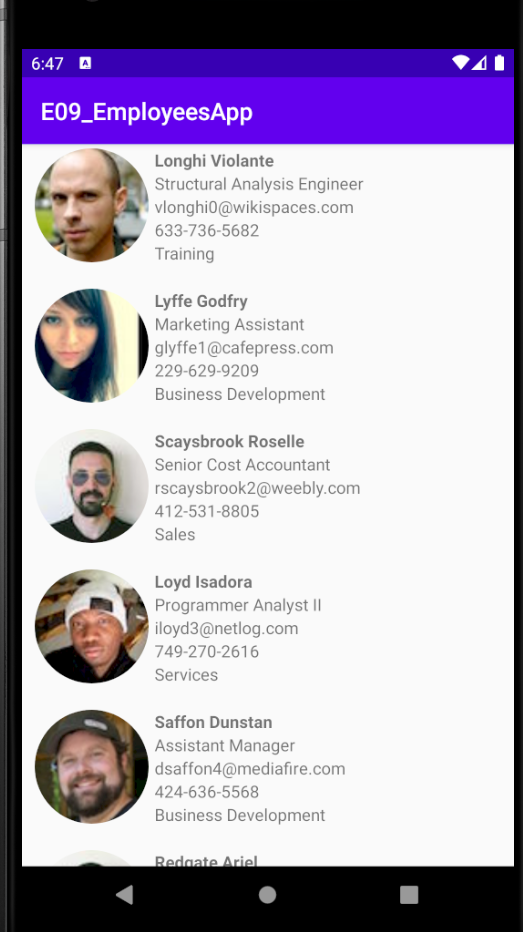 6:47 A
E09_EmployeesApp
Longhi Violante
Structural Analysis Engineer
vlonghi0@wikispaces.com
633-736-5682
Training
Lyffe Godfry
Marketing Assistant
glyffe1@cafepress.com
229-629-9209
Business Development
Scaysbrook Roselle
Senior Cost Accountant
rscaysbrook2@weebly.com
412-531-8805
Sales
Loyd Isadora
Programmer Analyst II
iloyd3@netlog.com
749-270-2616
Services
Saffon Dunstan
Assistant Manager
dsaffon4@mediafire.com
424-636-5568
Business Development
Redgate Ariel